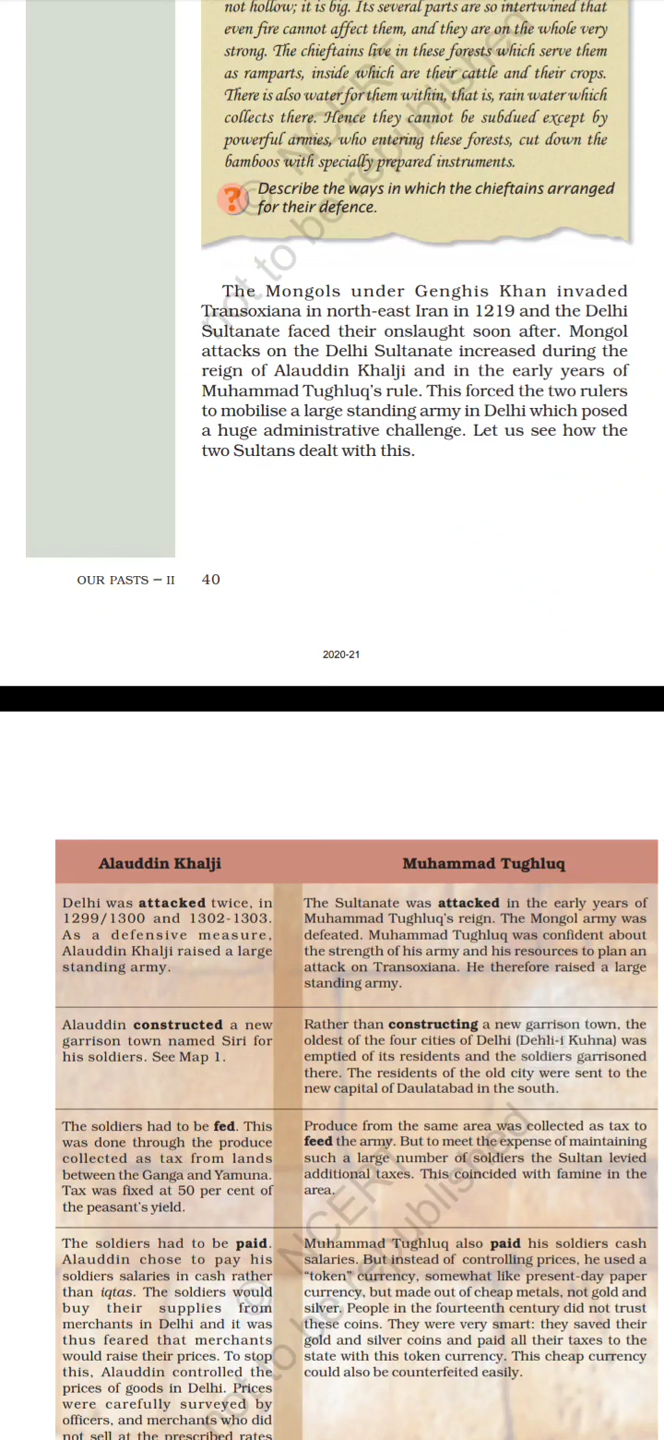 not hollow; it is big. Its several parts are so intertwined that
even fire cannot affect them, and they are on the whole very
strong. The chieftains live in these forests which serve them
as ramparts, inside which are their cattle and their crops.
There is also water for them within, that is, rain water which
collects there. Hence they cannot be subdued except by
powerful armies, who entering these forests, cut down the
bamboos with specially prepared instruments.
? Describe the ways in which the chieftains arranged
for their defence.
The Mongols under Genghis Khan invaded
Transoxiana in north-east Iran in 1219 and the Delhi
Sultanate faced their onslaught soon after. Mongol
attacks on the Delhi Sultanate increased during the
reign of Alauddin Khalji and in the early years of
Muhammad Tughluq's rule. This forced the two rulers
to mobilise a large standing army in Delhi which posed
a huge administrative challenge. Let us see how the
two Sultans dealt with this.
© NCERT
not to be republished
OUR PASTS – II 40
2020-21
Alauddin Khalji
Delhi was attacked twice, in
1299/1300 and 1302-1303.
As a defensive measure,
Alauddin Khalji raised a large
standing army.
Muhammad Tughluq
The Sultanate was attacked in the early years of
Muhammad Tughluq's reign. The Mongol army was
defeated. Muhammad Tughluq was confident about
the strength of his army and his resources to plan an
attack on Transoxiana. He therefore raised a large
standing army.
Alauddin constructed a new
garrison town named Siri for
his soldiers. See Map 1.
Rather than constructing a new garrison town, the
oldest of the four cities of Delhi (Dehli-i Kuhna) was
emptied of its residents and the soldiers garrisoned
there. The residents of the old city were sent to the
new capital of Daulatabad in the south.
The soldiers had to be fed. This
was done through the produce
collected as tax from lands
between the Ganga and Yamuna.
Tax was fixed at 50 per cent of
the peasant's yield.
Produce from the same area was collected as tax to
feed the army. But to meet the expense of maintaining
such a large number of soldiers the Sultan levied
additional taxes. This coincided with famine in the
area.
The soldiers had to be paid.
Alauddin chose to pay his
soldiers salaries in cash rather
than iqtas. The soldiers would
buy their supplies from
merchants in Delhi and it was
thus feared that merchants
would raise their prices. To stop
this, Alauddin controlled the
prices of goods in Delhi. Prices
were carefully surveyed by
officers, and merchants who did
not sell at the prescribed rates
Muhammad Tughluq also paid his soldiers cash
salaries. But instead of controlling prices, he used a
“token” currency, somewhat like present-day paper
currency, but made out of cheap metals, not gold and
silver. People in the fourteenth century did not trust
these coins. They were very smart: they saved their
gold and silver coins and paid all their taxes to the
state with this token currency. This cheap currency
could also be counterfeited easily.
© NCERT
not to be republished